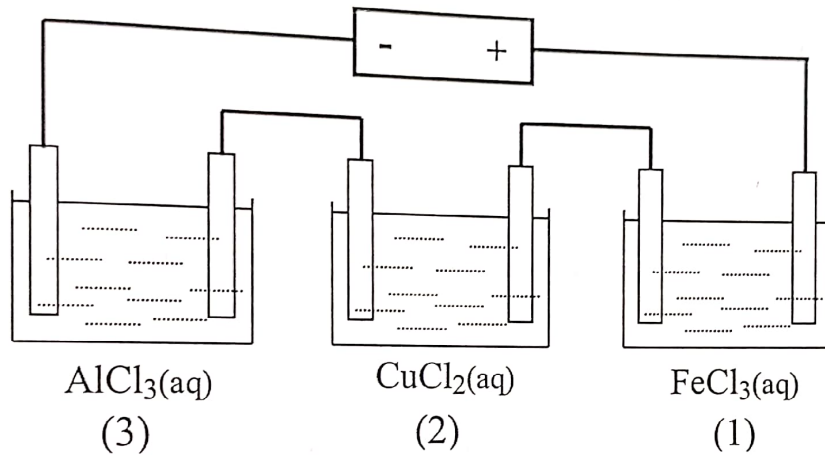 - +
AlCl₃(aq) CuCl₂(aq) FeCl₃(aq)
(3) (2) (1)